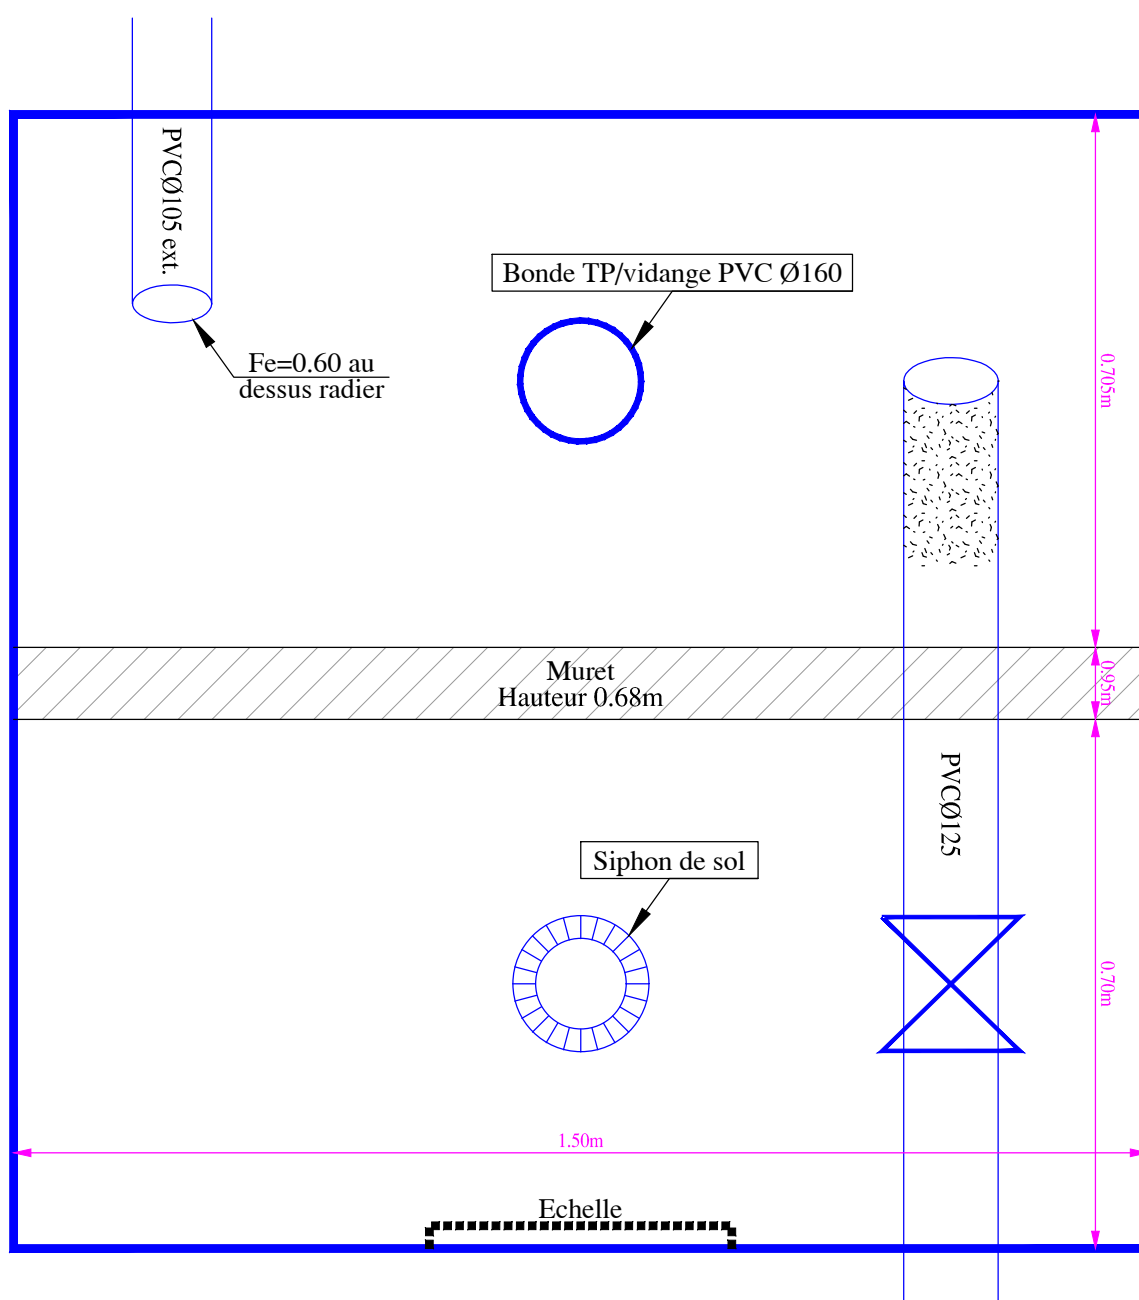 PVCØ105 ext.
Bonde TP/vidange PVC Ø160
Fe=0.60 au
dessus radier
0.705m
Muret
Hauteur 0.68m
0.95m
PVCØ125
Siphon de sol
0.70m
1.50m
Echelle